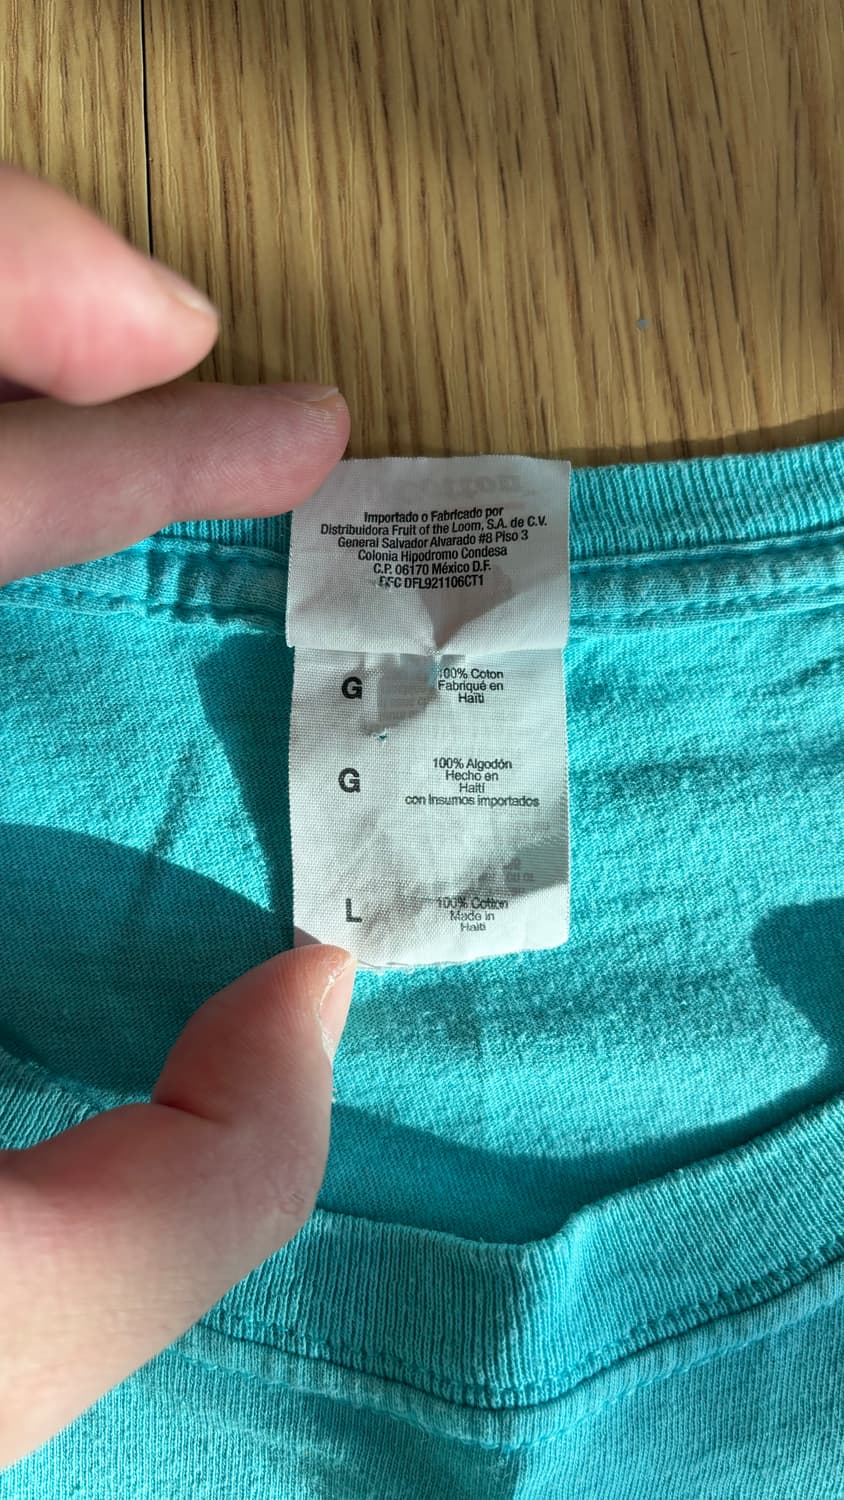 Importado o Fabricado por
Distribuidora Fruit of the Loom, S.A. de C.V.
General Salvador Alvarado #8 Piso 3
Colonia Hipodromo Condesa
C.P. 06170 México D.F.
DFL921106CT1
G
100% Coton
Fabriqué en
Haïti
G
100% Algodón
Hecho en
Haití
con Insumos importados
L
100% Cotton
Made in
Haiti